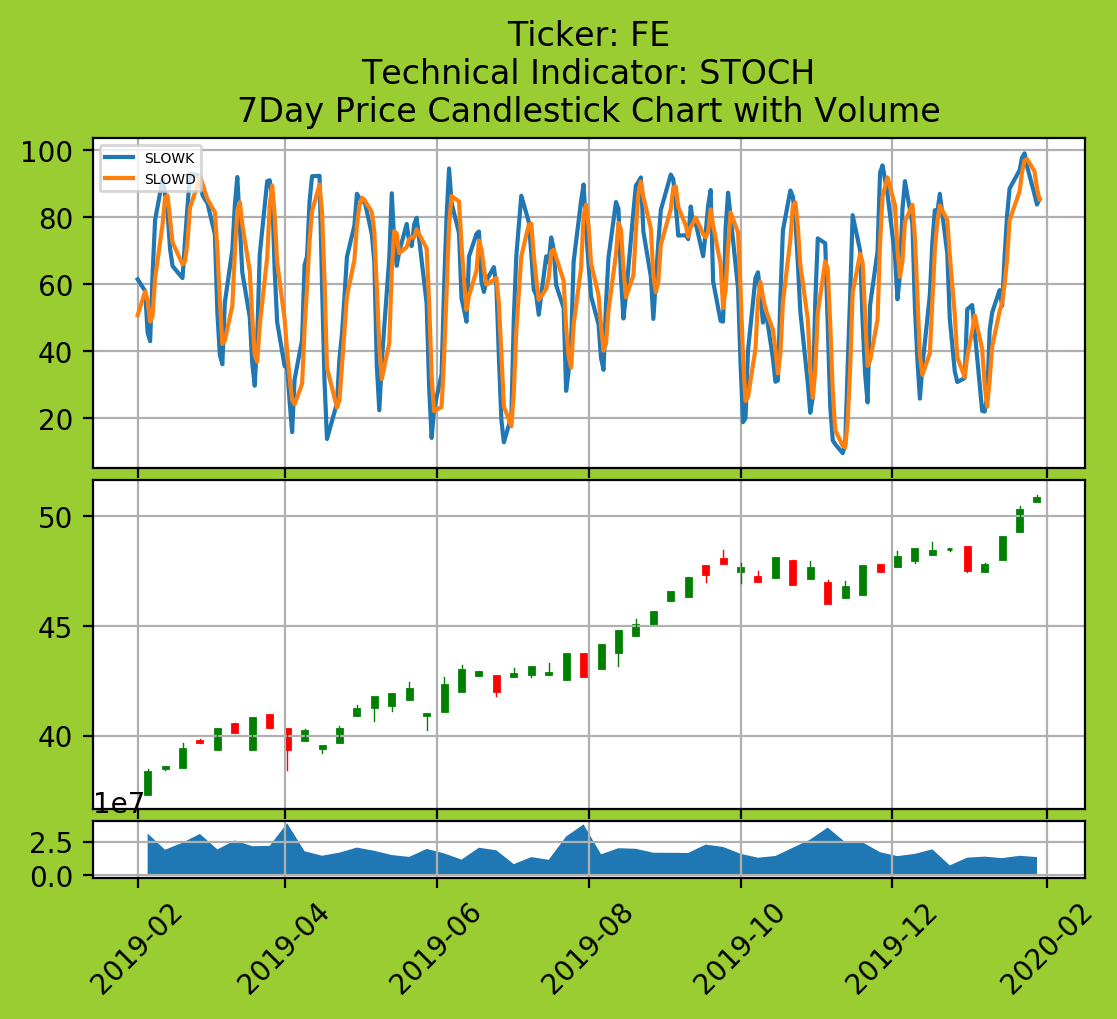 Ticker: FE
Technical Indicator: STOCH
7Day Price Candlestick Chart with Volume
100
80
60
40
20
SLOWK
SLOWD
50
45
40
1e7
2.5
0.0
2019-02
2019-04
2019-06
2019-08
2019-10
2019-12
2020-02